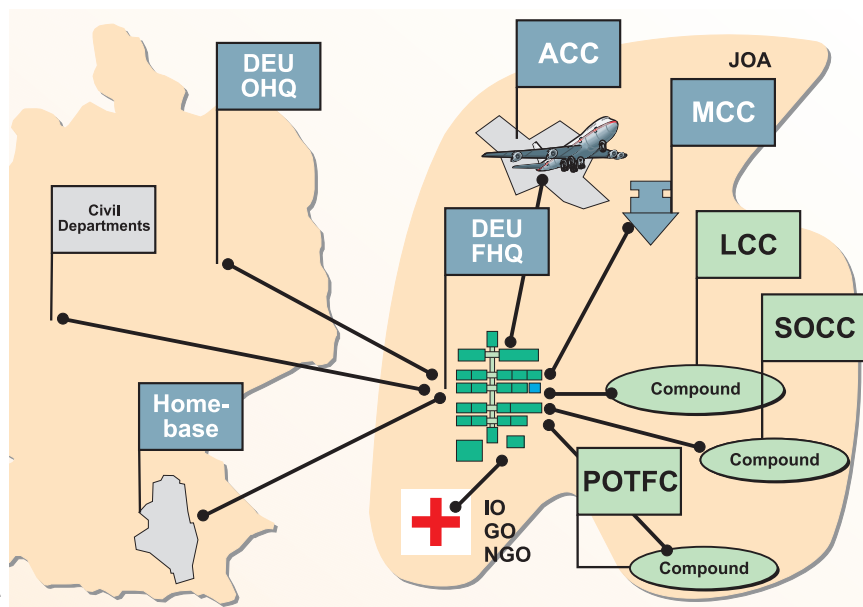 DEU
OHQ
ACC
JOA
MCC
Civil
Departments
DEU
FHQ
LCC
SOCC
Home-
base
Compound
Compound
POTFC
IO
GO
NGO
Compound